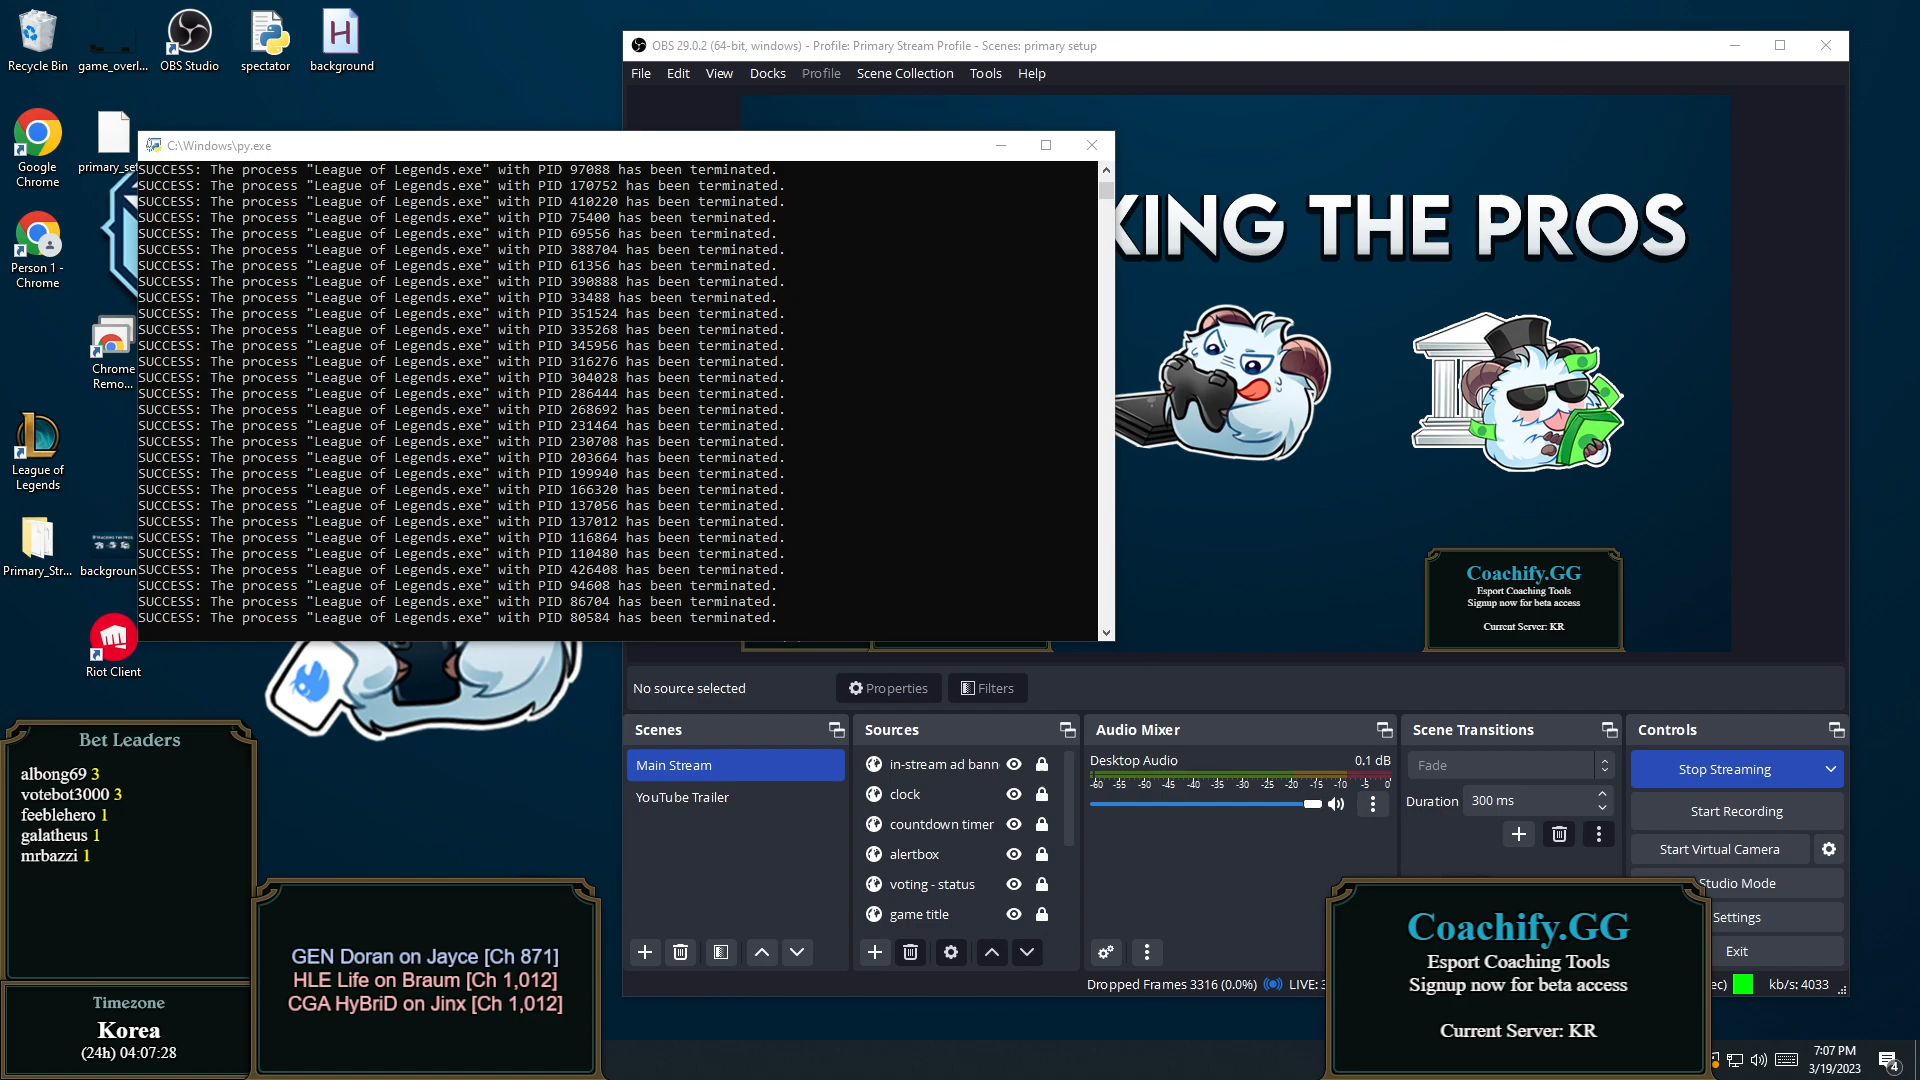 Recycle Bin
game_overl...
OBS Studio
spectator
background
Google Chrome
primary_se
Person 1 - Chrome
Chrome Remo...
League of Legends
Primary_Str...
backgroun
Riot Client
C:\Windows\py.exe
SUCCESS: The process "League of Legends.exe" with PID 97088 has been terminated.
SUCCESS: The process "League of Legends.exe" with PID 170752 has been terminated.
SUCCESS: The process "League of Legends.exe" with PID 410220 has been terminated.
SUCCESS: The process "League of Legends.exe" with PID 75400 has been terminated.
SUCCESS: The process "League of Legends.exe" with PID 69556 has been terminated.
SUCCESS: The process "League of Legends.exe" with PID 388704 has been terminated.
SUCCESS: The process "League of Legends.exe" with PID 61356 has been terminated.
SUCCESS: The process "League of Legends.exe" with PID 390888 has been terminated.
SUCCESS: The process "League of Legends.exe" with PID 33488 has been terminated.
SUCCESS: The process "League of Legends.exe" with PID 351524 has been terminated.
SUCCESS: The process "League of Legends.exe" with PID 335268 has been terminated.
SUCCESS: The process "League of Legends.exe" with PID 345956 has been terminated.
SUCCESS: The process "League of Legends.exe" with PID 316276 has been terminated.
SUCCESS: The process "League of Legends.exe" with PID 304028 has been terminated.
SUCCESS: The process "League of Legends.exe" with PID 286444 has been terminated.
SUCCESS: The process "League of Legends.exe" with PID 268692 has been terminated.
SUCCESS: The process "League of Legends.exe" with PID 231464 has been terminated.
SUCCESS: The process "League of Legends.exe" with PID 230708 has been terminated.
SUCCESS: The process "League of Legends.exe" with PID 203664 has been terminated.
SUCCESS: The process "League of Legends.exe" with PID 199940 has been terminated.
SUCCESS: The process "League of Legends.exe" with PID 166320 has been terminated.
SUCCESS: The process "League of Legends.exe" with PID 137056 has been terminated.
SUCCESS: The process "League of Legends.exe" with PID 137012 has been terminated.
SUCCESS: The process "League of Legends.exe" with PID 116864 has been terminated.
SUCCESS: The process "League of Legends.exe" with PID 110480 has been terminated.
SUCCESS: The process "League of Legends.exe" with PID 426408 has been terminated.
SUCCESS: The process "League of Legends.exe" with PID 94608 has been terminated.
SUCCESS: The process "League of Legends.exe" with PID 86704 has been terminated.
SUCCESS: The process "League of Legends.exe" with PID 80584 has been terminated.
OBS 29.0.2 (64-bit, windows) - Profile: Primary Stream Profile - Scenes: primary setup
File Edit View Docks Profile Scene Collection Tools Help
KING THE PROS
Coachify.GG
Esport Coaching Tools
Signup now for beta access
Current Server: KR
No source selected
Properties
Filters
Scenes
Main Stream
YouTube Trailer
Sources
in-stream ad bann
clock
countdown timer
alertbox
voting - status
game title
Audio Mixer
Desktop Audio 0.1 dB
-60 -55 -50 -45 -40 -35 -30 -25 -20 -15 -10 -5 0
Scene Transitions
Fade
Duration 300 ms
Controls
Stop Streaming
Start Recording
Start Virtual Camera
Studio Mode
Settings
Exit
Dropped Frames 3316 (0.0%) LIVE: 3
ec) kb/s: 4033
Bet Leaders
albong69 3
votebot3000 3
feeblehero 1
galatheus 1
mrbazzi 1
Timezone
Korea
(24h) 04:07:28
GEN Doran on Jayce [Ch 871]
HLE Life on Braum [Ch 1,012]
CGA HyBriD on Jinx [Ch 1,012]
Coachify.GG
Esport Coaching Tools
Signup now for beta access
Current Server: KR
7:07 PM
3/19/2023
4